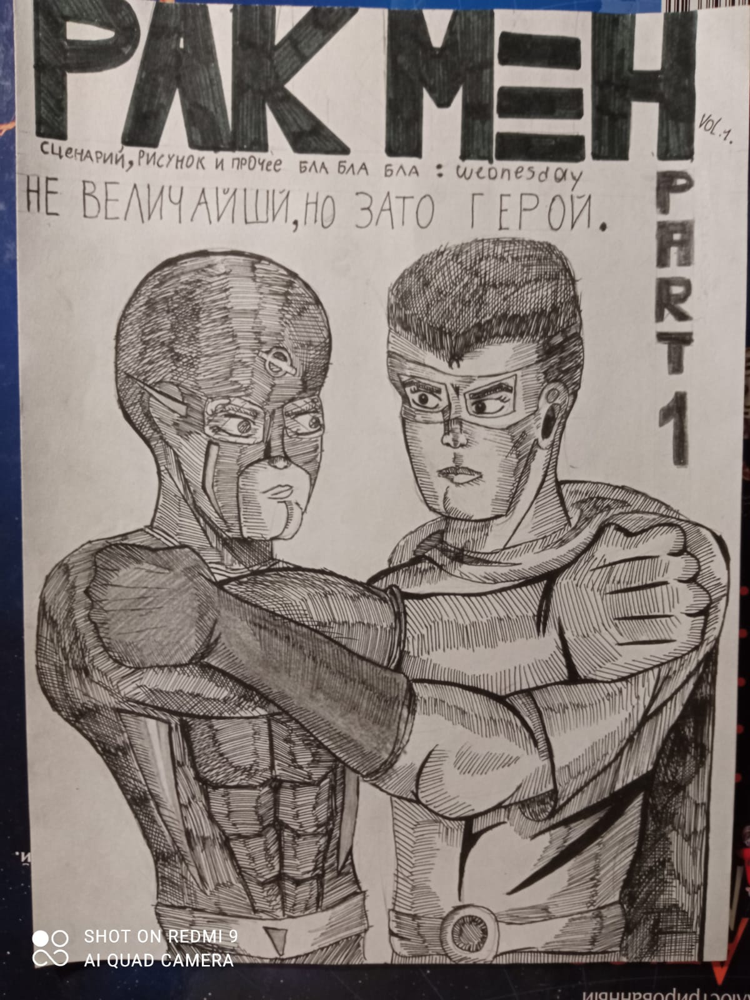 РАК МЕН
VOL.1.
СЦЕНАРИЙ, РИСУНОК И ПРОЧЕЕ БЛА БЛА БЛА : wednesday
НЕ ВЕЛИЧАЙШИЙ, НО ЗАТО ГЕРОЙ.
PART 1
SHOT ON REDMI 9
AI QUAD CAMERA